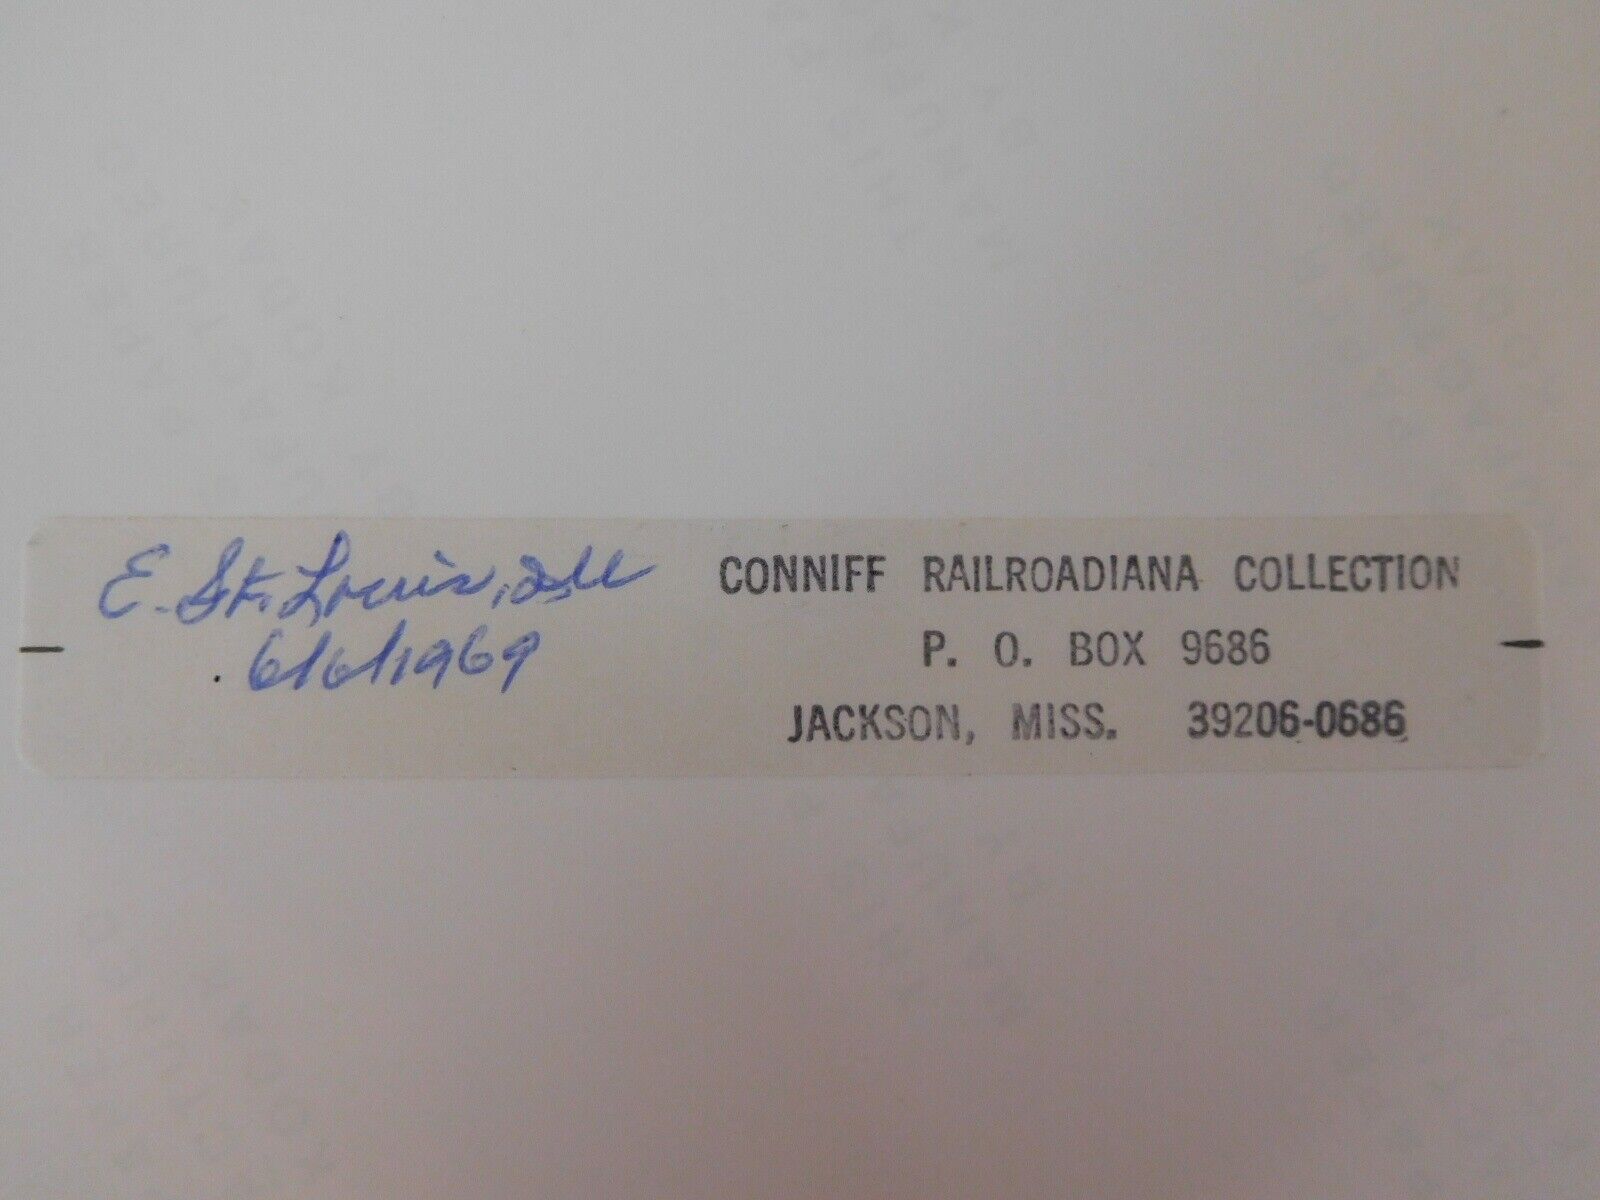 E. St. Louis, Ill
6/6/1969
CONNIFF RAILROADIANA COLLECTION
P. O. BOX 9686
JACKSON, MISS. 39206-0686